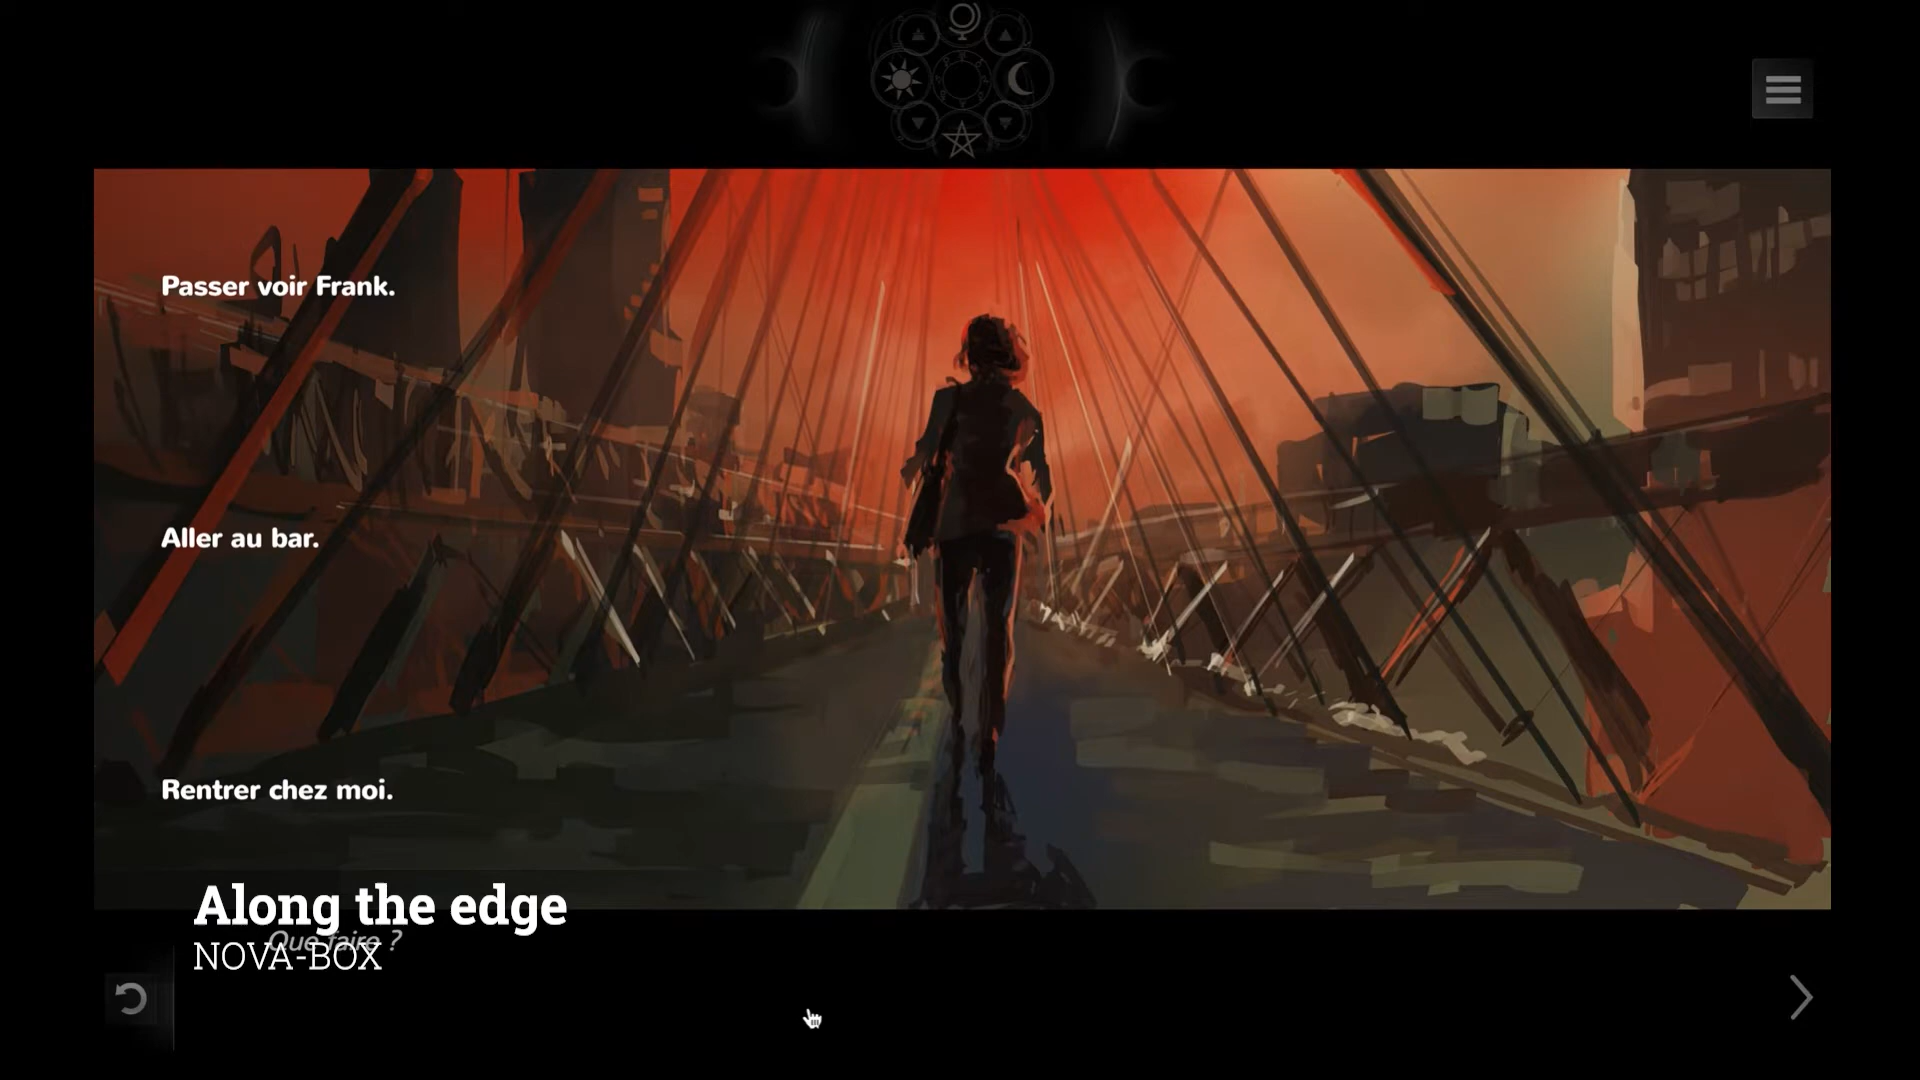 Passer voir Frank.
Aller au bar.
Rentrer chez moi.
Along the edge
Que faire ?
NOVA-BOX